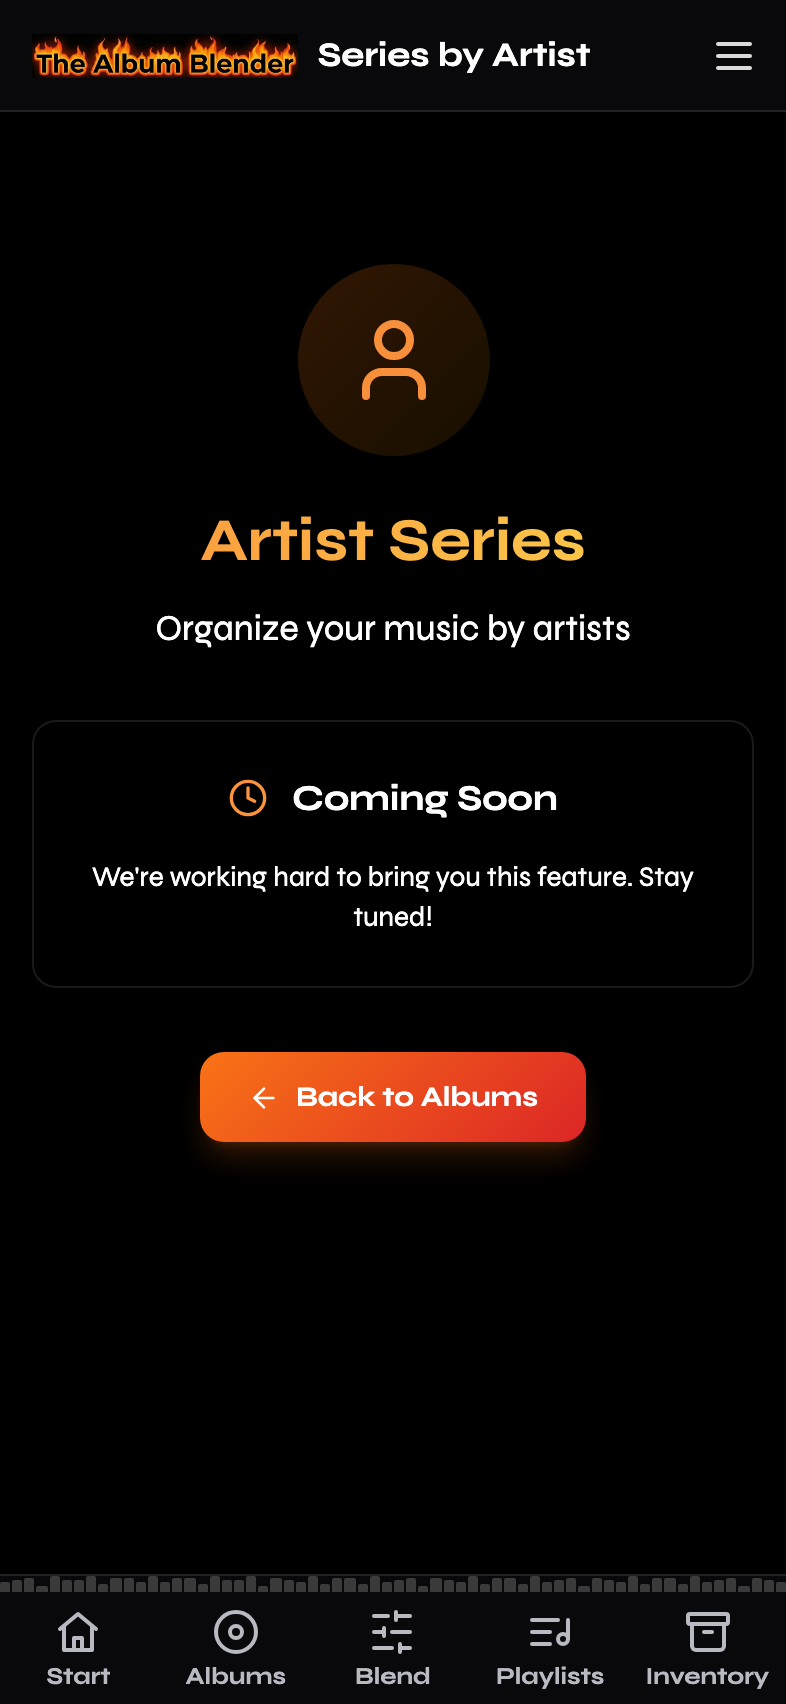 The Album Blender
Series by Artist
Artist Series
Organize your music by artists
Coming Soon
We're working hard to bring you this feature. Stay
tuned!
Back to Albums
Start
Albums
Blend
Playlists
Inventory